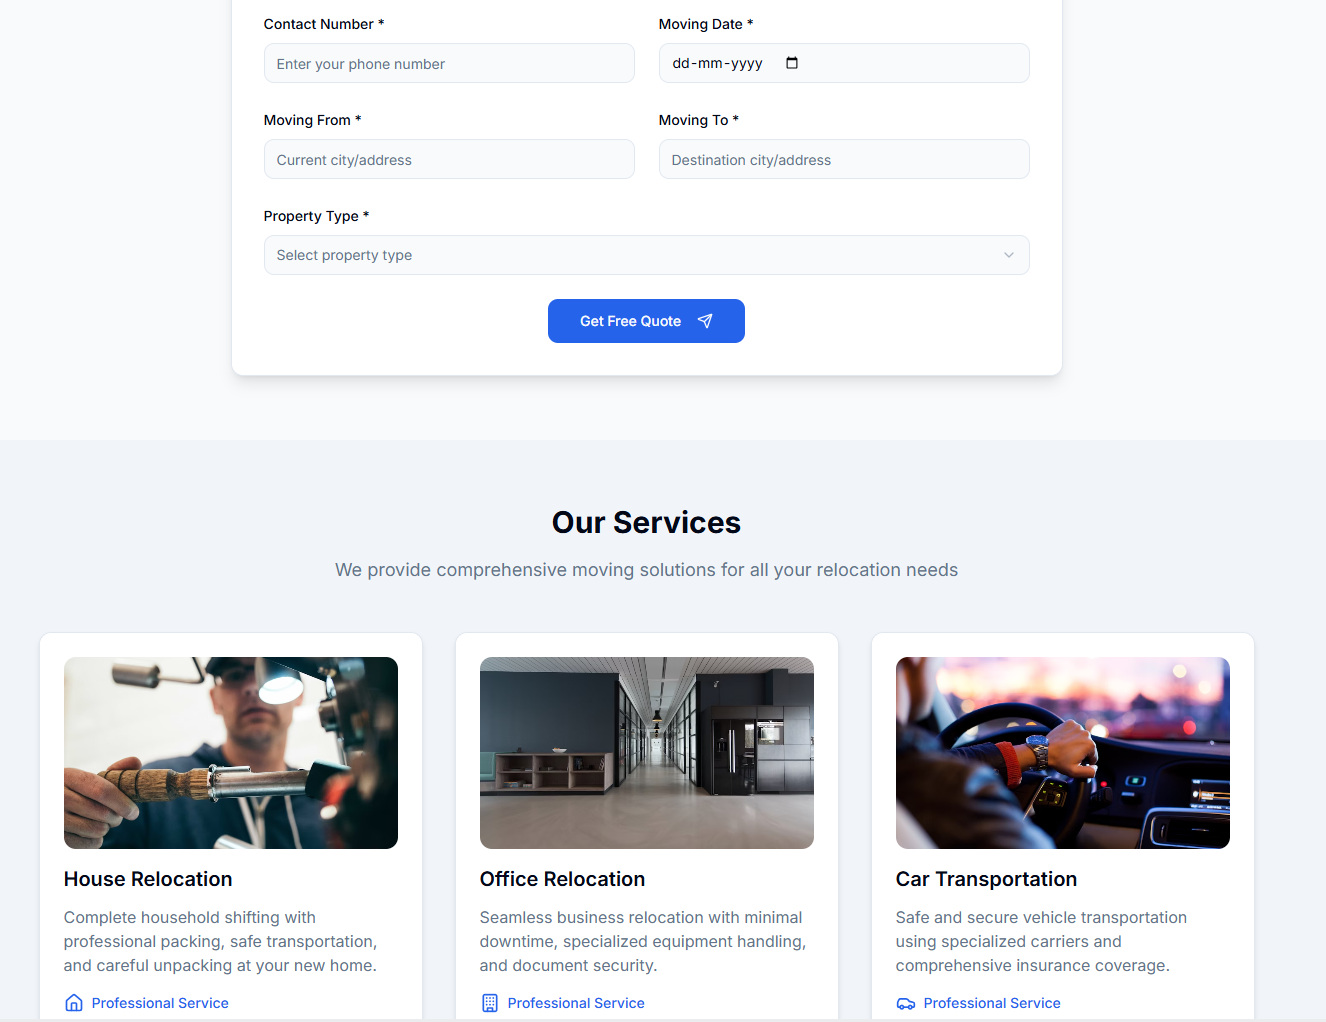 Contact Number *
Moving Date *
Enter your phone number
dd-mm-yyyy
Moving From *
Moving To *
Current city/address
Destination city/address
Property Type *
Select property type
Get Free Quote
Our Services
We provide comprehensive moving solutions for all your relocation needs
House Relocation
Complete household shifting with
professional packing, safe transportation,
and careful unpacking at your new home.
Professional Service
Office Relocation
Seamless business relocation with minimal
downtime, specialized equipment handling,
and document security.
Professional Service
Car Transportation
Safe and secure vehicle transportation
using specialized carriers and
comprehensive insurance coverage.
Professional Service